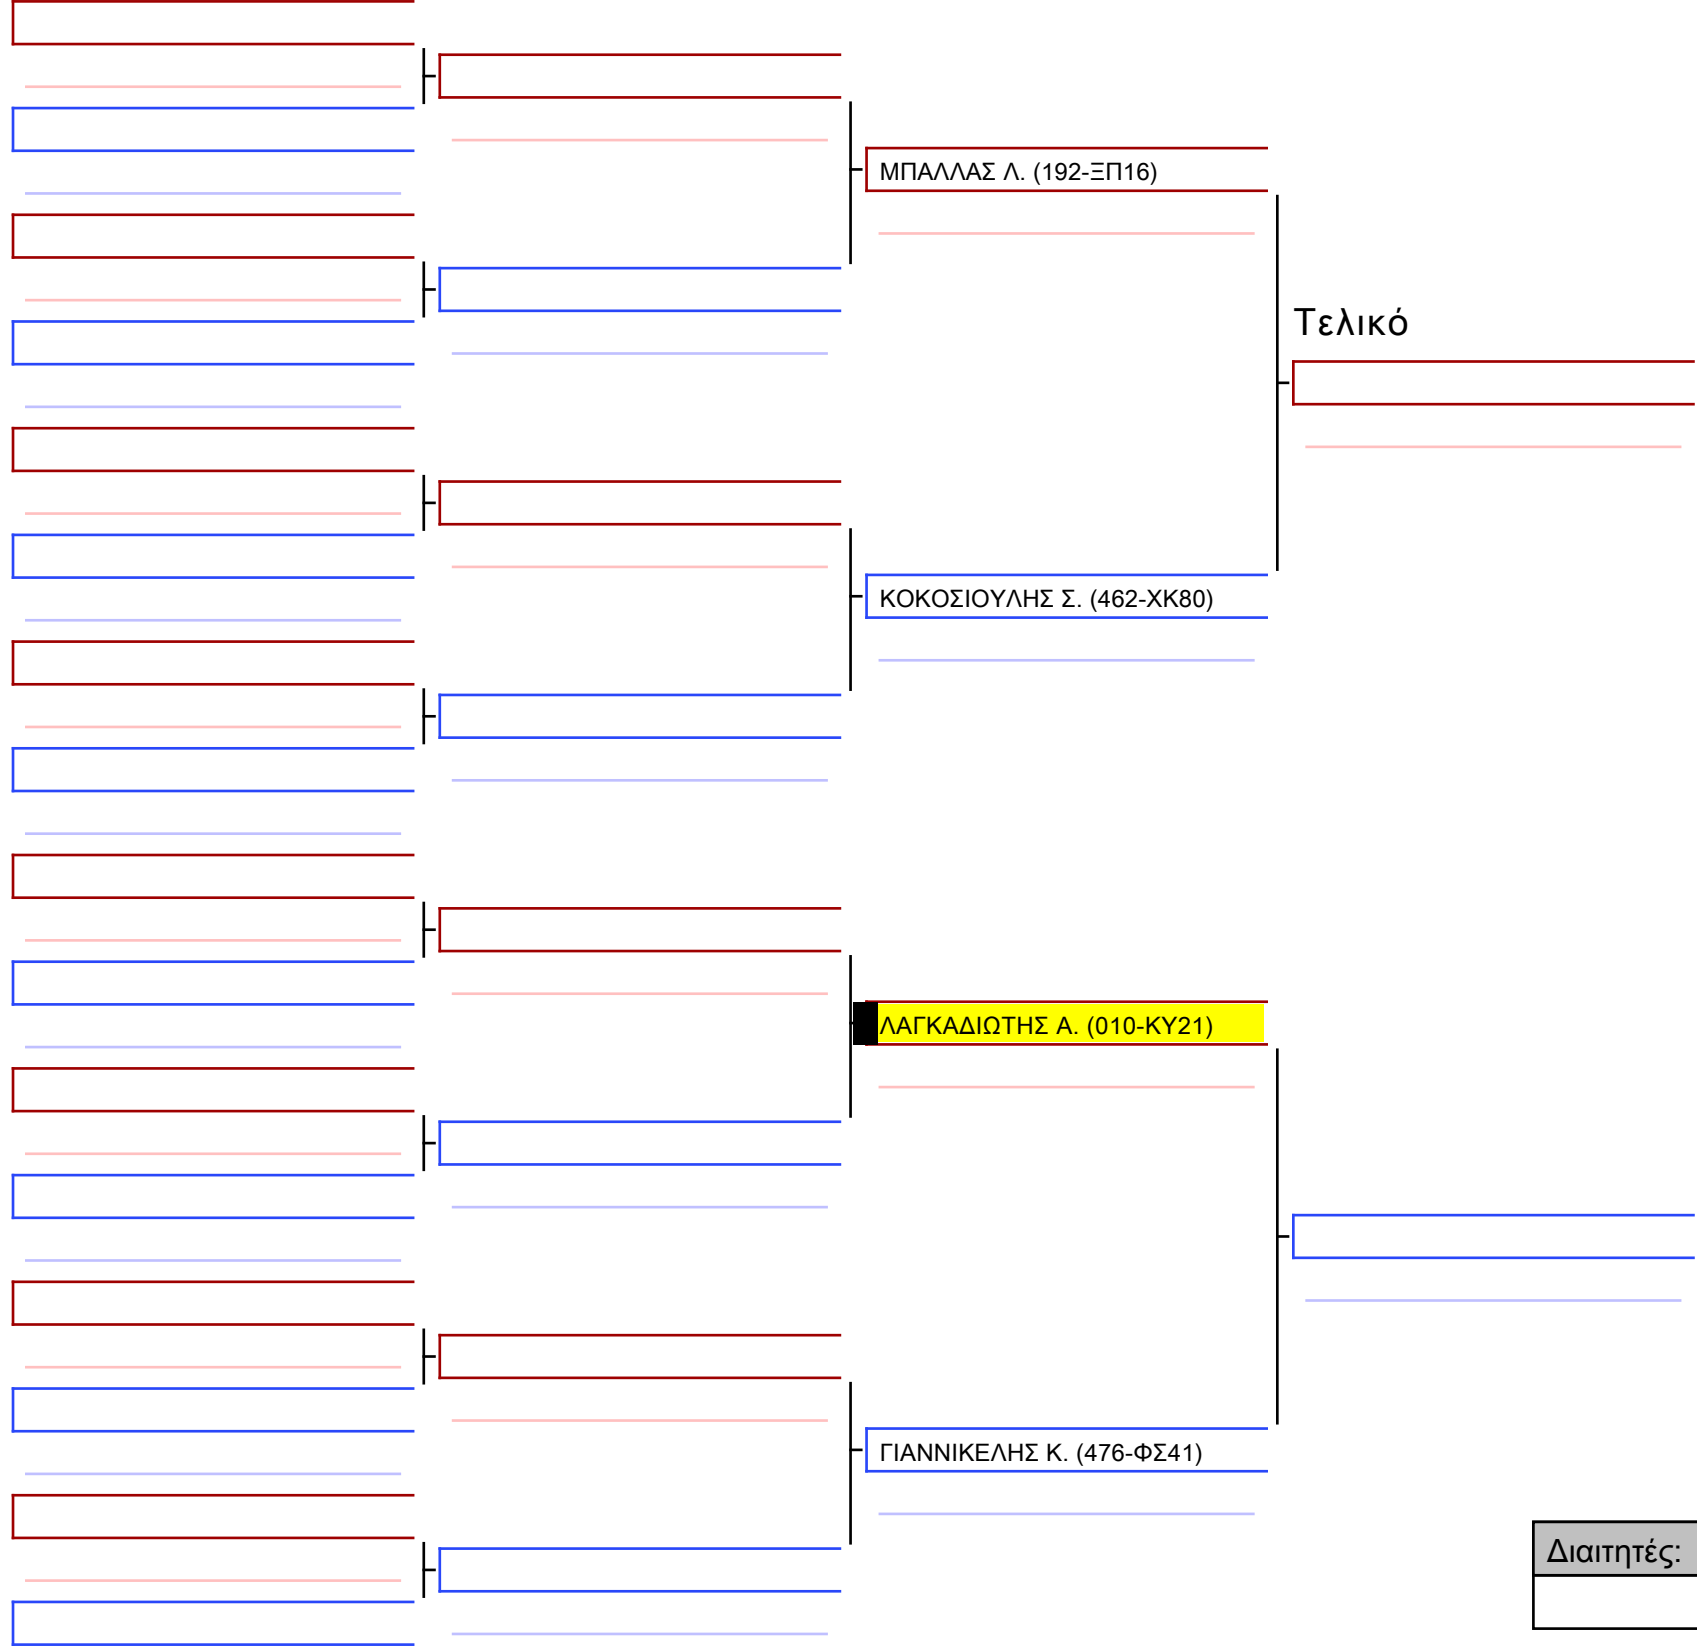 ΜΠΑΛΛΑΣ Λ. (192-ΞΠ16)
Τελικό
ΚΟΚΟΣΙΟΥΛΗΣ Σ. (462-ΧΚ80)
ΛΑΓΚΑΔΙΩΤΗΣ Α. (010-ΚΥ21)
ΓΙΑΝΝΙΚΕΛΗΣ Κ. (476-ΦΣ41)
Διαιτητές: